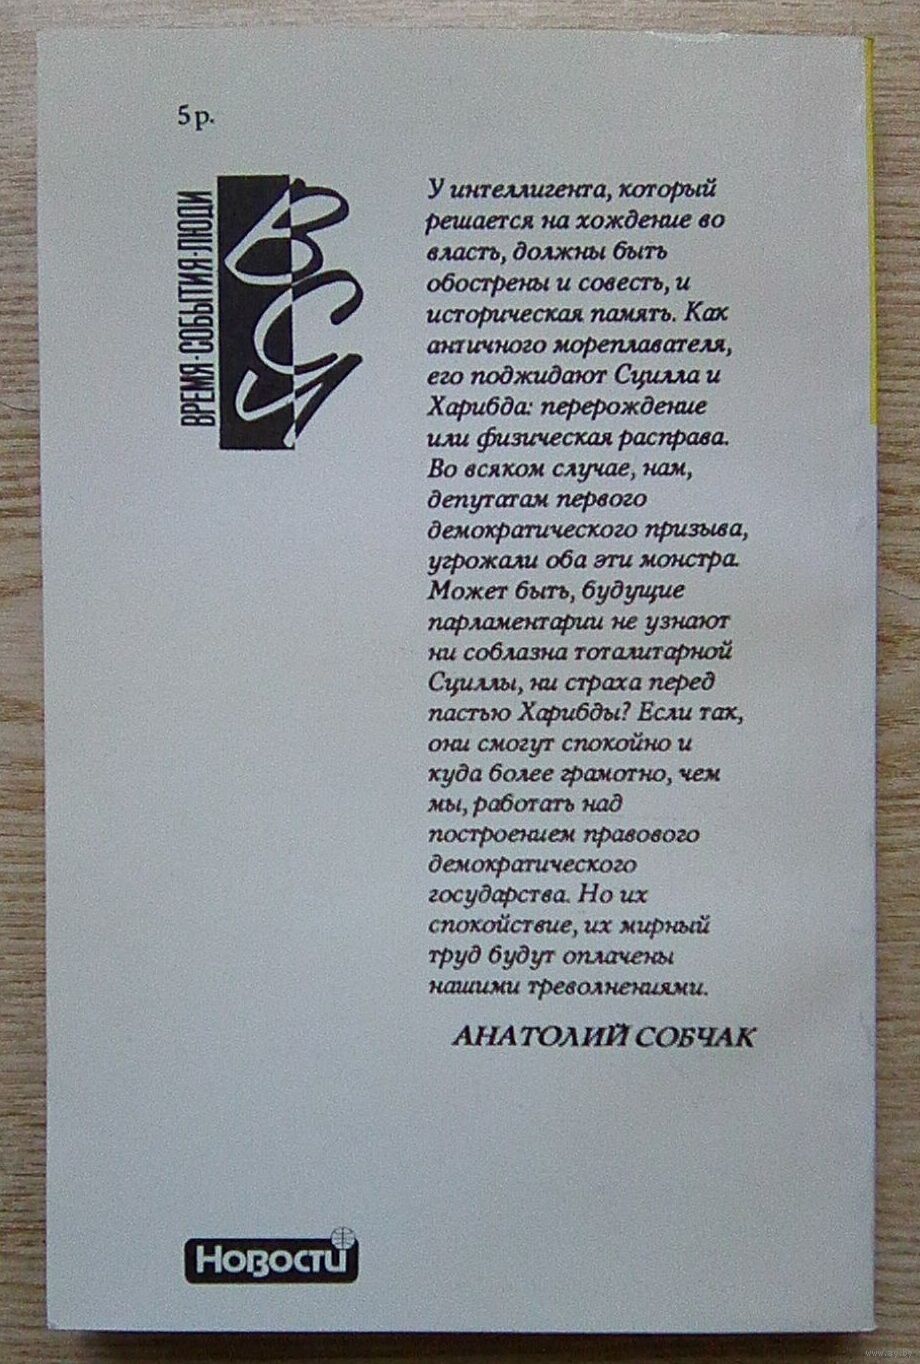 5 р.
ВРЕМЯ·СОБЫТИЯ·ЛЮДИ
У интеллигента, который
решается на хождение во
власть, должны быть
обострены и совесть, и
историческая память. Как
античного мореплавателя,
его поджидают Сцилла и
Харибда: перерождение
или физическая расправа.
Во всяком случае, нам,
депутатам первого
демократического призыва,
угрожали оба эти монстра.
Может быть, будущие
парламентарии не узнают
ни соблазна тоталитарной
Сциллы, ни страха перед
пастью Харибды? Если так,
они смогут спокойно и
куда более грамотно, чем
мы, работать над
построением правового
демократического
государства. Но их
спокойствие, их мирный
труд будут оплачены
нашими треволнениями.
АНАТОЛИЙ СОБЧАК
Новости
www.ay.by